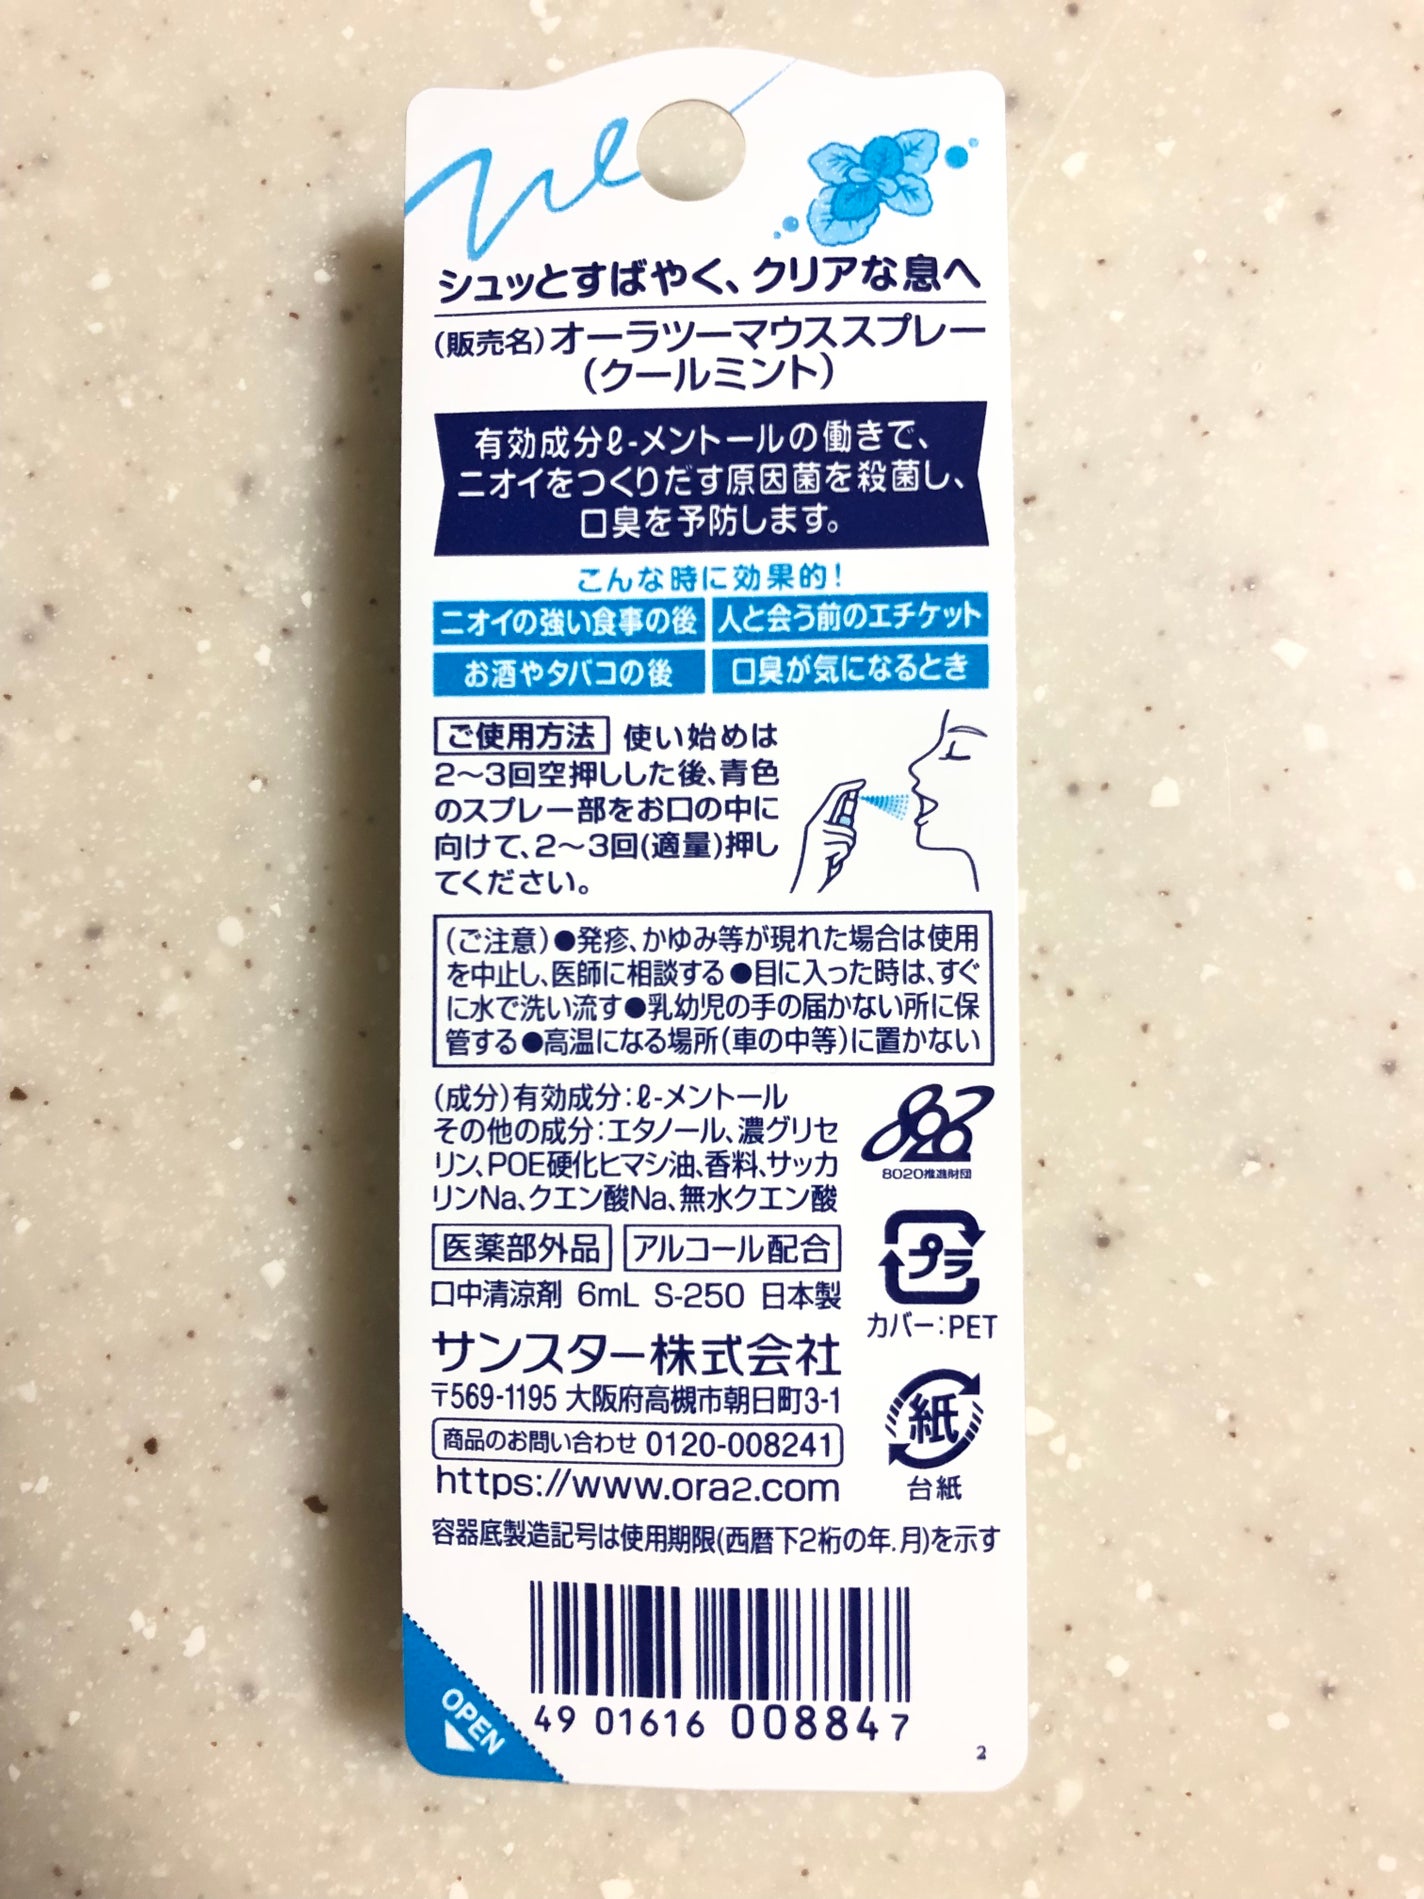 シュッとすばやく、クリアな息へ
(販売名)オーラツーマウススプレー
(クールミント)
有効成分ℓ-メントールの働きで、
ニオイをつくりだす原因菌を殺菌し、
口臭を予防します。
こんな時に効果的!
ニオイの強い食事の後 人と会う前のエチケット
お酒やタバコの後 口臭が気になるとき
ご使用方法 使い始めは
2〜3回空押しした後、青色
のスプレー部をお口の中に
向けて、2〜3回(適量)押し
てください。
(ご注意)●発疹、かゆみ等が現れた場合は使用
を中止し、医師に相談する●目に入った時は、すぐ
に水で洗い流す●乳幼児の手の届かない所に保
管する●高温になる場所(車の中等)に置かない
(成分)有効成分:ℓ-メントール
その他の成分:エタノール、濃グリセ
リン、POE硬化ヒマシ油、香料、サッカ
リンNa、クエン酸Na、無水クエン酸
8020
8020推進財団
医薬部外品 アルコール配合
口中清涼剤 6mL S-250 日本製
プラ
カバー:PET
サンスター株式会社
〒569-1195 大阪府高槻市朝日町3-1
商品のお問い合わせ 0120-008241
https://www.ora2.com
紙
台紙
容器底製造記号は使用期限(西暦下2桁の年.月)を示す
49 01616 008847
OPEN
2